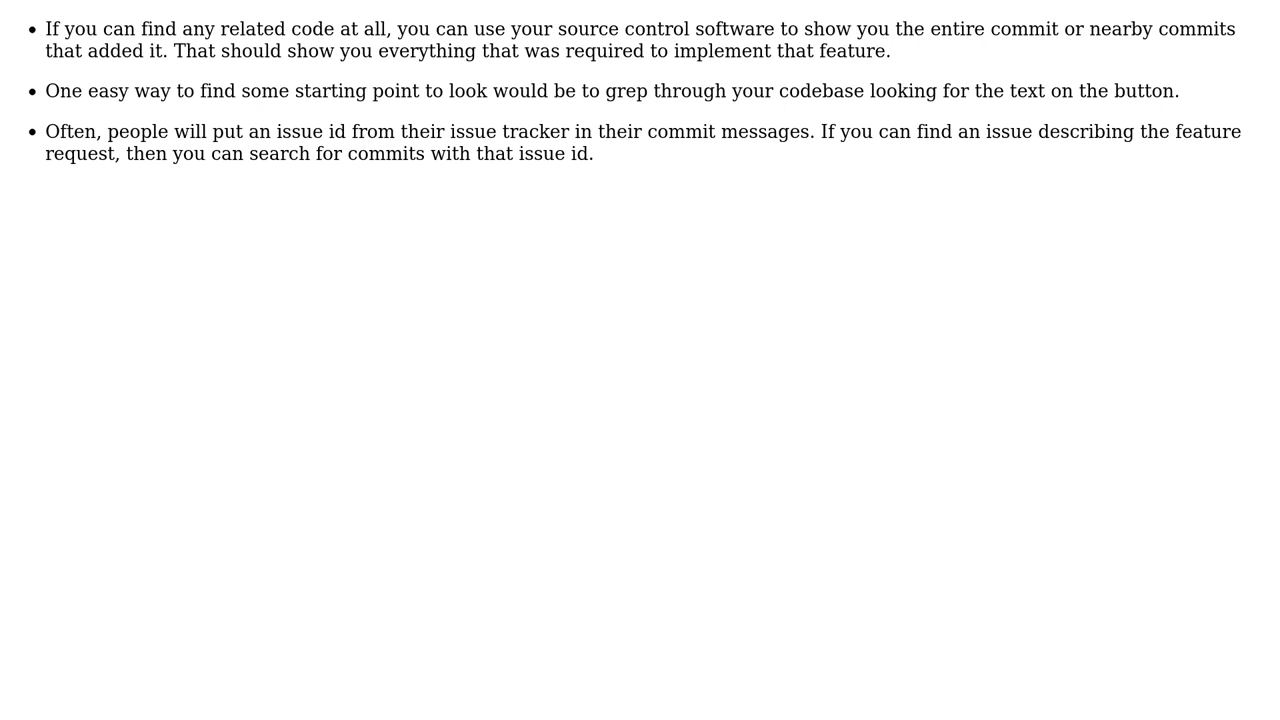 • If you can find any related code at all, you can use your source control software to show you the entire commit or nearby commits
that added it. That should show you everything that was required to implement that feature.
• One easy way to find some starting point to look would be to grep through your codebase looking for the text on the button.
• Often, people will put an issue id from their issue tracker in their commit messages. If you can find an issue describing the feature
request, then you can search for commits with that issue id.